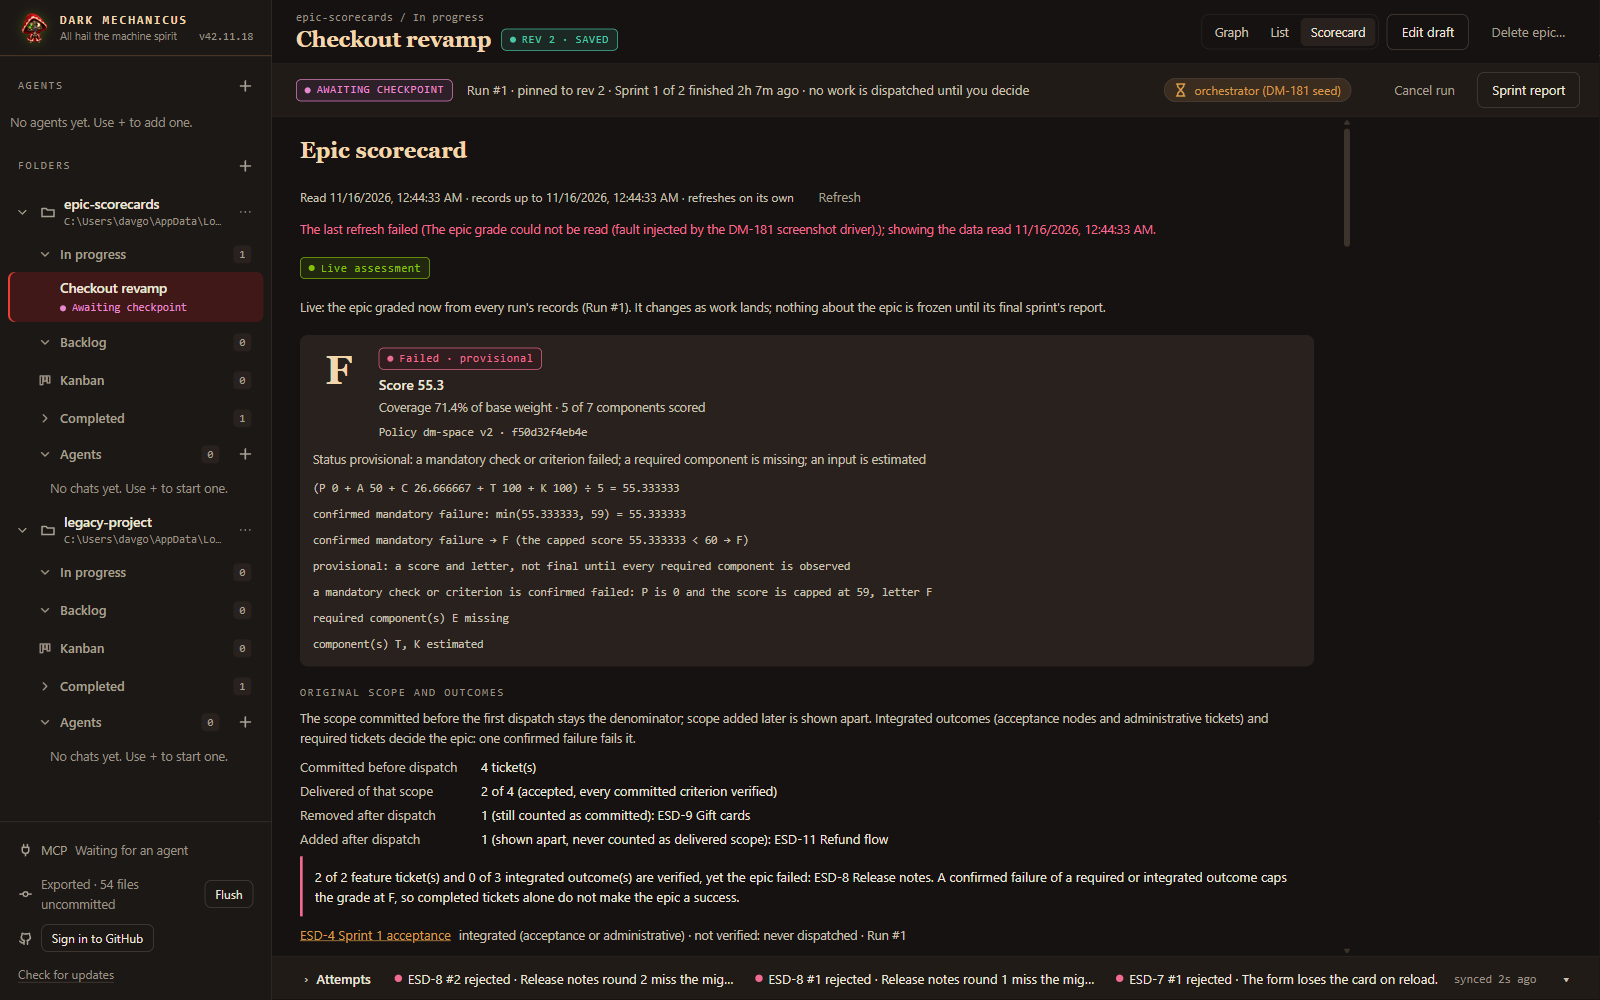 DARK MECHANICUS
All hail the machine spirit v42.11.18
AGENTS
No agents yet. Use + to add one.
FOLDERS
epic-scorecards
C:\Users\davgo\AppData\Lo...
In progress 1
Checkout revamp
Awaiting checkpoint
Backlog 0
Kanban 0
Completed 1
Agents 0
No chats yet. Use + to start one.
legacy-project
C:\Users\davgo\AppData\Lo...
In progress 0
Backlog 0
Kanban 0
Completed 1
Agents 0
No chats yet. Use + to start one.
MCP Waiting for an agent
Exported · 54 files
uncommitted
Flush
Sign in to GitHub
Check for updates
epic-scorecards / In progress
Checkout revamp
REV 2 · SAVED
Graph List Scorecard Edit draft Delete epic...
AWAITING CHECKPOINT Run #1 · pinned to rev 2 · Sprint 1 of 2 finished 2h 7m ago · no work is dispatched until you decide
orchestrator (DM-181 seed) Cancel run Sprint report
Epic scorecard
Read 11/16/2026, 12:44:33 AM · records up to 11/16/2026, 12:44:33 AM · refreshes on its own Refresh
The last refresh failed (The epic grade could not be read (fault injected by the DM-181 screenshot driver).); showing the data read 11/16/2026, 12:44:33 AM.
Live assessment
Live: the epic graded now from every run's records (Run #1). It changes as work lands; nothing about the epic is frozen until its final sprint's report.
F
Failed · provisional
Score 55.3
Coverage 71.4% of base weight · 5 of 7 components scored
Policy dm-space v2 · f50d32f4eb4e
Status provisional: a mandatory check or criterion failed; a required component is missing; an input is estimated
(P 0 + A 50 + C 26.666667 + T 100 + K 100) ÷ 5 = 55.333333
confirmed mandatory failure: min(55.333333, 59) = 55.333333
confirmed mandatory failure → F (the capped score 55.333333 < 60 → F)
provisional: a score and letter, not final until every required component is observed
a mandatory check or criterion is confirmed failed: P is 0 and the score is capped at 59, letter F
required component(s) E missing
component(s) T, K estimated
ORIGINAL SCOPE AND OUTCOMES
The scope committed before the first dispatch stays the denominator; scope added later is shown apart. Integrated outcomes (acceptance nodes and administrative tickets) and
required tickets decide the epic: one confirmed failure fails it.
Committed before dispatch 4 ticket(s)
Delivered of that scope 2 of 4 (accepted, every committed criterion verified)
Removed after dispatch 1 (still counted as committed): ESD-9 Gift cards
Added after dispatch 1 (shown apart, never counted as delivered scope): ESD-11 Refund flow
2 of 2 feature ticket(s) and 0 of 3 integrated outcome(s) are verified, yet the epic failed: ESD-8 Release notes. A confirmed failure of a required or integrated outcome caps
the grade at F, so completed tickets alone do not make the epic a success.
ESD-4 Sprint 1 acceptance integrated (acceptance or administrative) · not verified: never dispatched · Run #1
Attempts ESD-8 #2 rejected · Release notes round 2 miss the mig... ESD-8 #1 rejected · Release notes round 1 miss the mig... ESD-7 #1 rejected · The form loses the card on reload. synced 2s ago